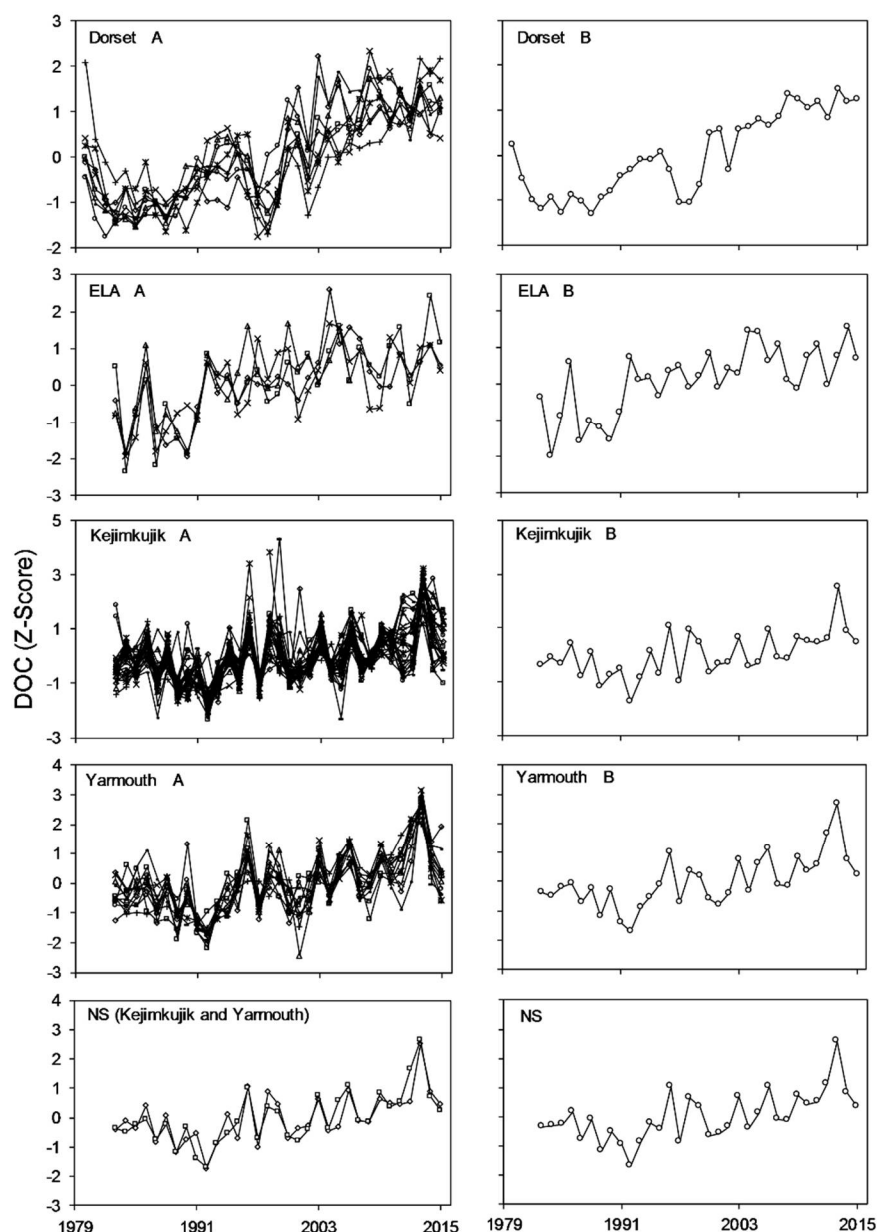 3
Dorset A
2
1
0
-1
-2
Dorset B
3
ELA A
2
1
0
-1
-2
-3
ELA B
5
Kejimkujik A
3
1
-1
-3
Kejimkujik B
DOC (Z-Score)
4
Yarmouth A
3
2
1
0
-1
-2
-3
Yarmouth B
4
NS (Kejimkujik and Yarmouth)
3
2
1
0
-1
-2
-3
NS
1979 1991 2003 2015
1979 1991 2003 2015